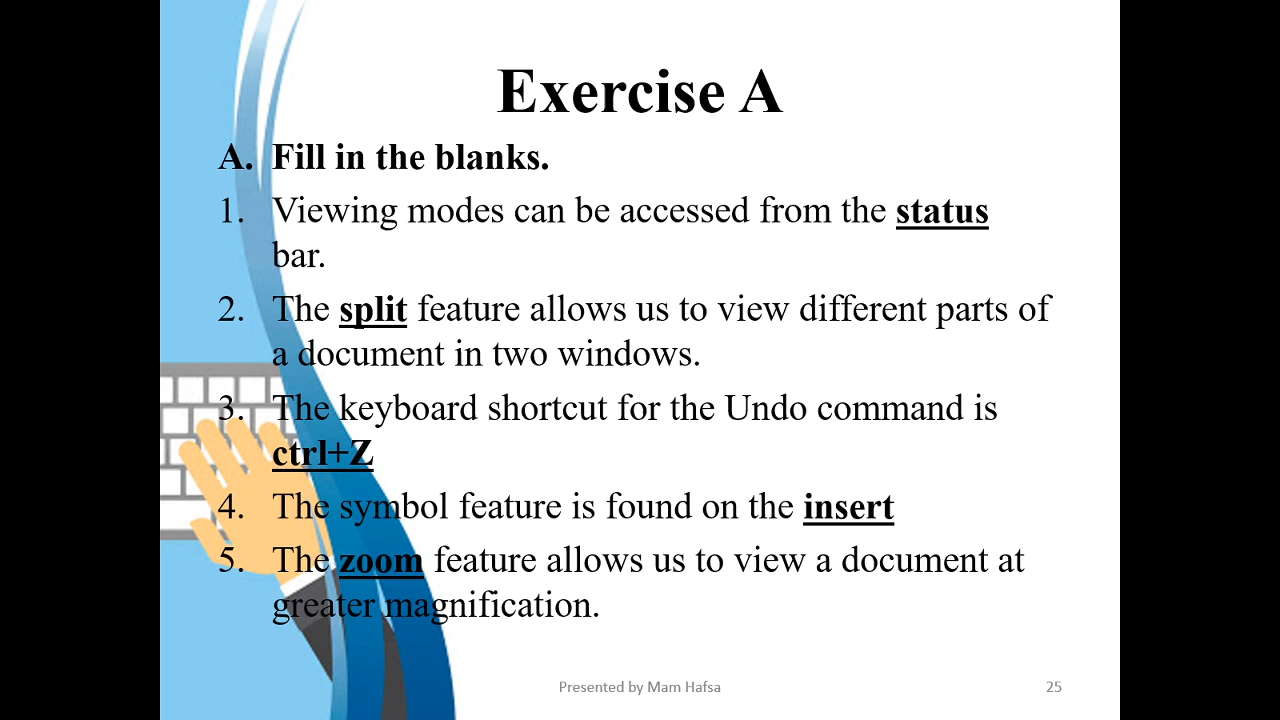 Exercise A
A. Fill in the blanks.
1. Viewing modes can be accessed from the status
bar.
2. The split feature allows us to view different parts of
a document in two windows.
3. The keyboard shortcut for the Undo command is
ctrl+Z
4. The symbol feature is found on the insert
5. The zoom feature allows us to view a document at
greater magnification.
Presented by Mam Hafsa
25